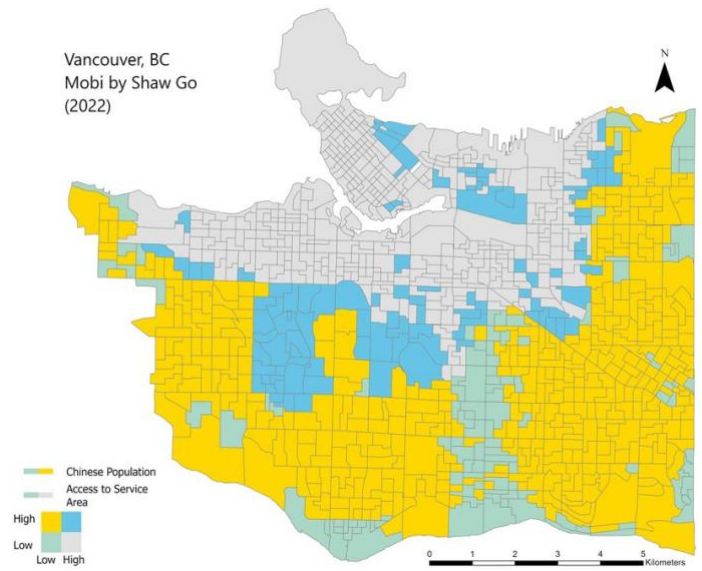 Vancouver, BC
Mobi by Shaw Go
(2022)
N
Chinese Population
Access to Service
Area
High
Low
Low High
0 1 2 3 4 5
Kilometers